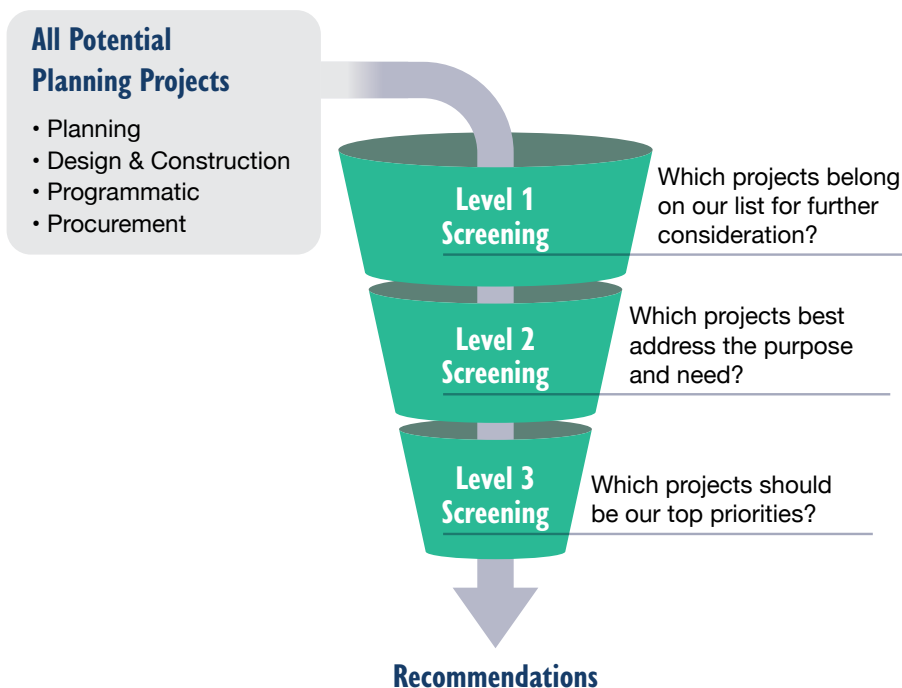 All Potential
Planning Projects
• Planning
• Design & Construction
• Programmatic
• Procurement
Level 1
Screening
Which projects belong
on our list for further
consideration?
Level 2
Screening
Which projects best
address the purpose
and need?
Level 3
Screening
Which projects should
be our top priorities?
Recommendations